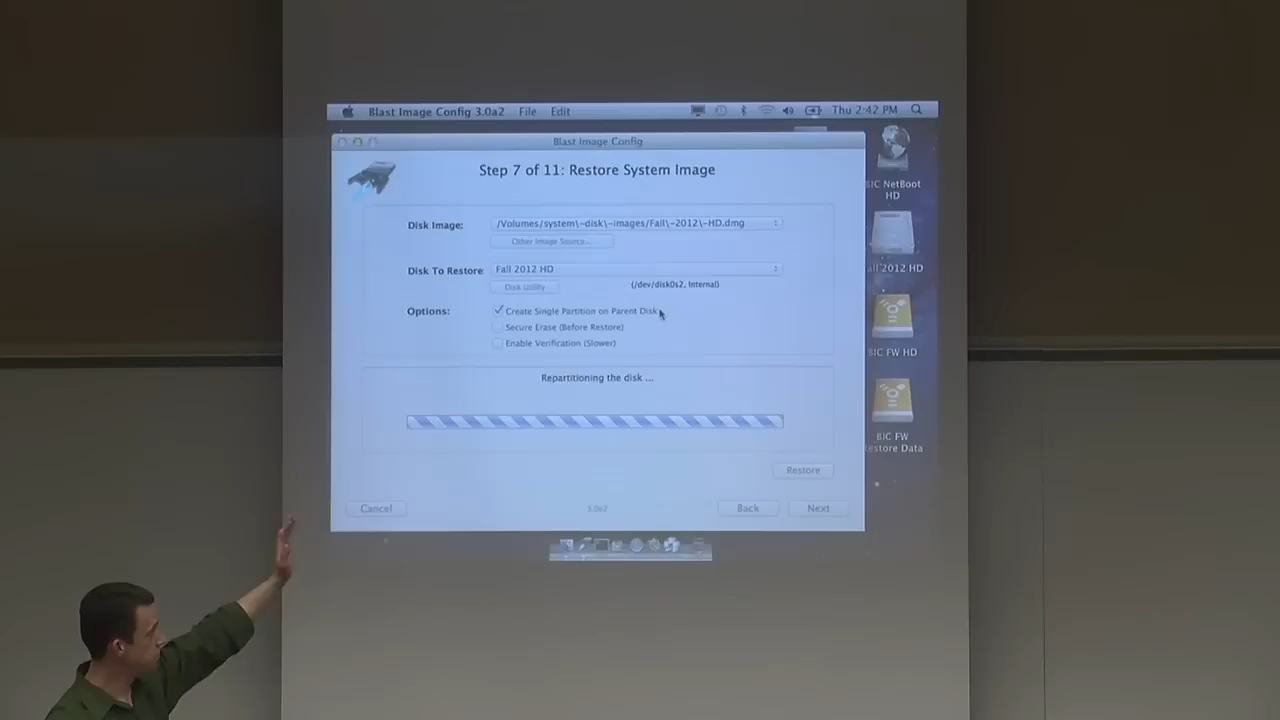 Blast Image Config 3.0a2 File Edit Thu 2:42 PM
Blast Image Config
Step 7 of 11: Restore System Image
Disk Image: /Volumes/system\-disk\-images/Fall\-2012\-HD.dmg
Other Image Source...
Disk To Restore: Fall 2012 HD
Disk Utility (/dev/disk0s2, Internal)
Options: Create Single Partition on Parent Disk
Secure Erase (Before Restore)
Enable Verification (Slower)
Repartitioning the disk ...
Restore
Cancel 3.0a2 Back Next
BIC NetBoot
HD
Fall 2012 HD
BIC FW HD
BIC FW
Restore Data